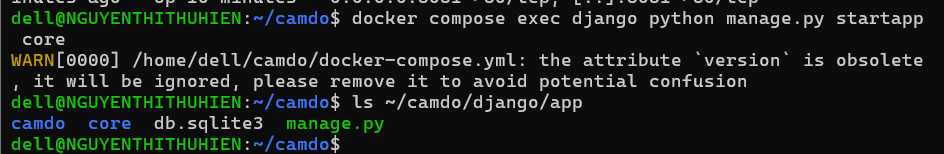 dell@NGUYENTHITHUHIEN:~/camdo$ docker compose exec django python manage.py startapp
core
WARN[0000] /home/dell/camdo/docker-compose.yml: the attribute `version` is obsolete
, it will be ignored, please remove it to avoid potential confusion
dell@NGUYENTHITHUHIEN:~/camdo$ ls ~/camdo/django/app
camdo  core  db.sqlite3  manage.py
dell@NGUYENTHITHUHIEN:~/camdo$